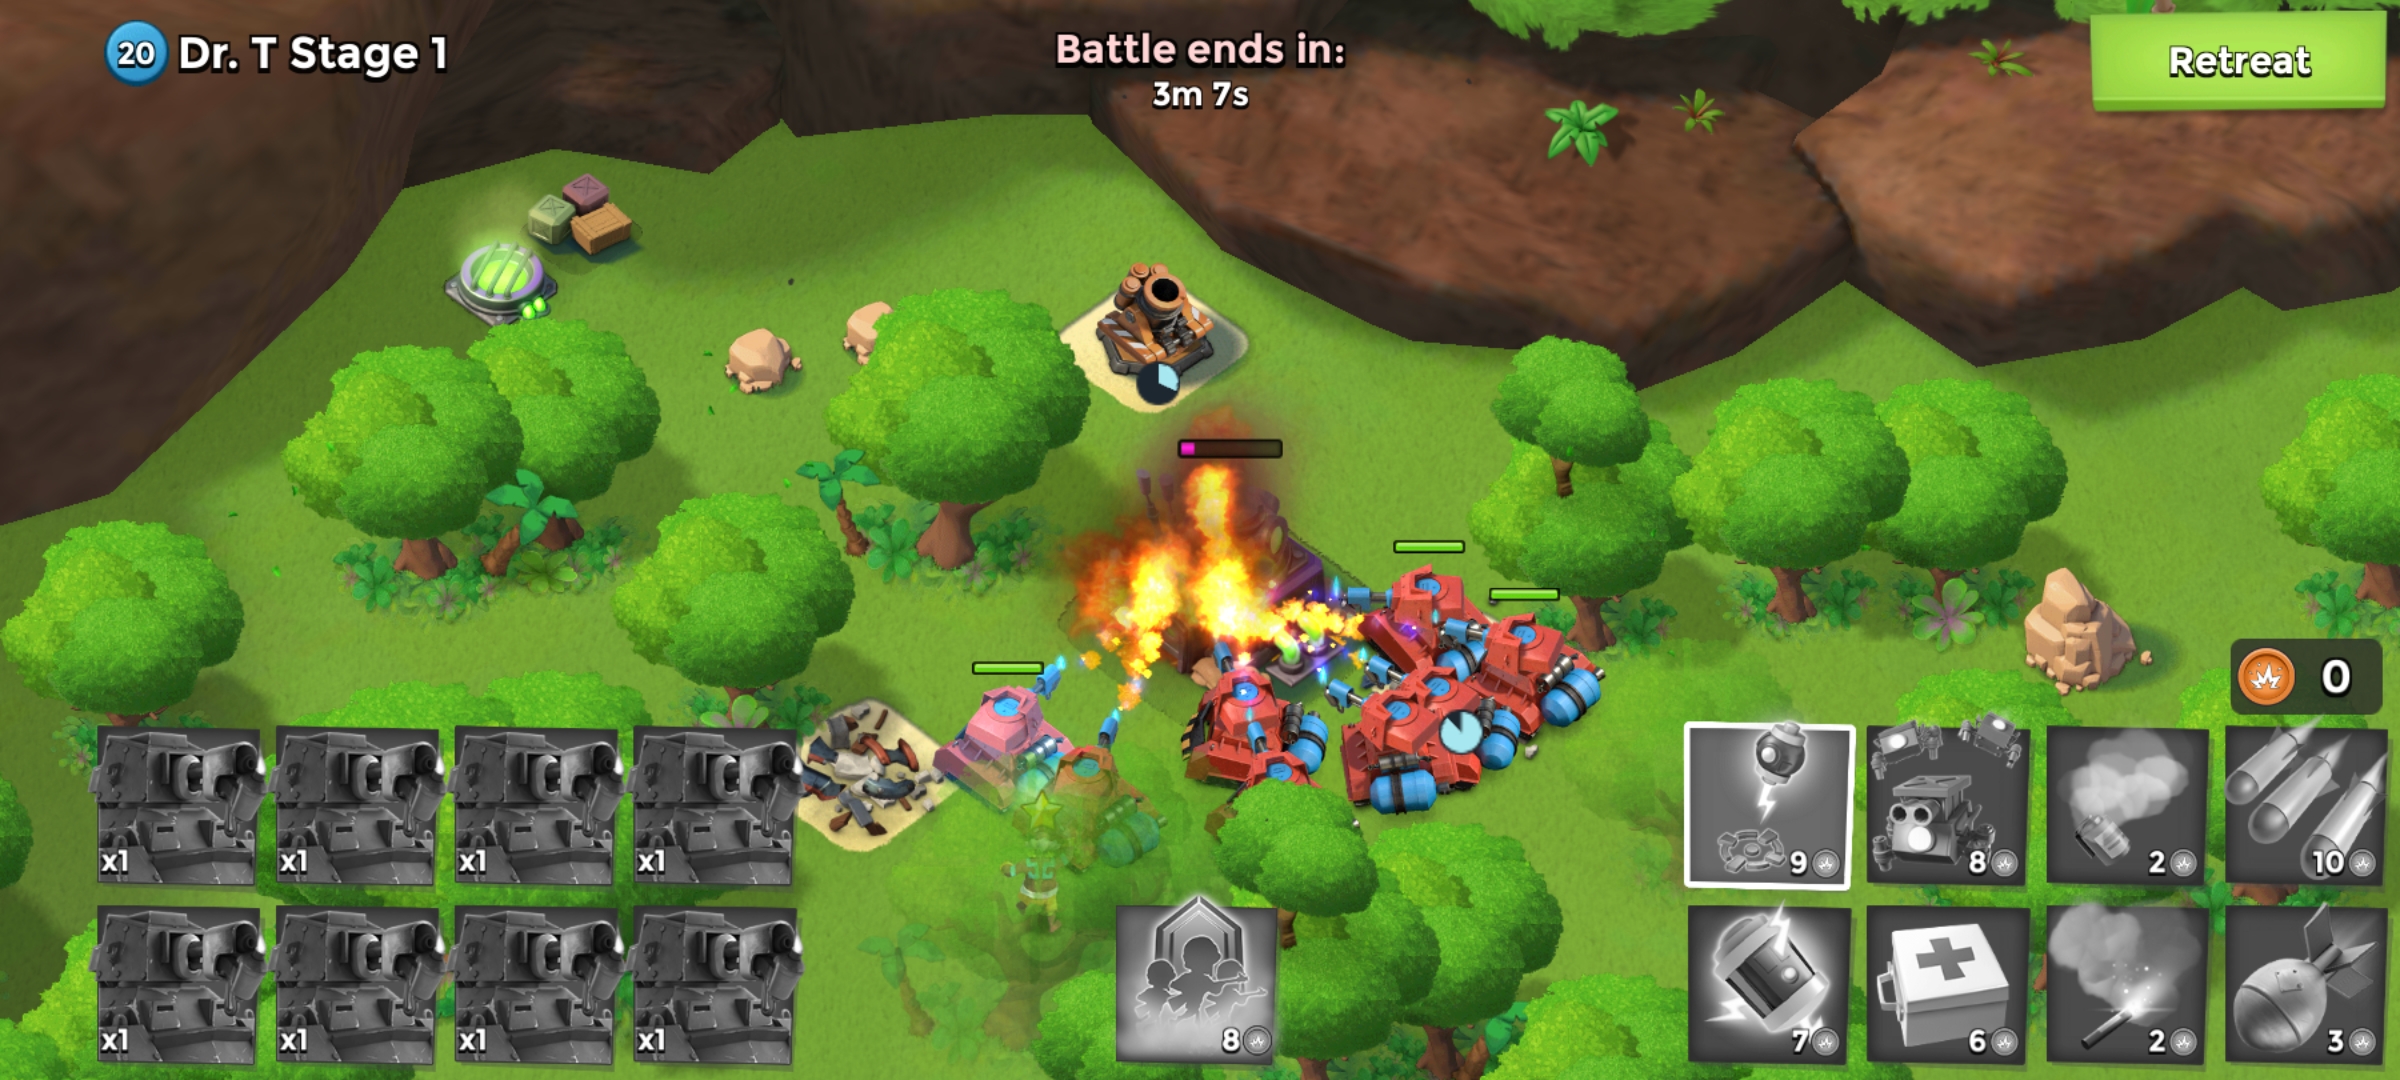 20 Dr. T Stage 1
Battle ends in:
3m 7s
Retreat
0
x1 x1 x1 x1
9 8 2 10
x1 x1 x1 x1
8
7 6 2 3